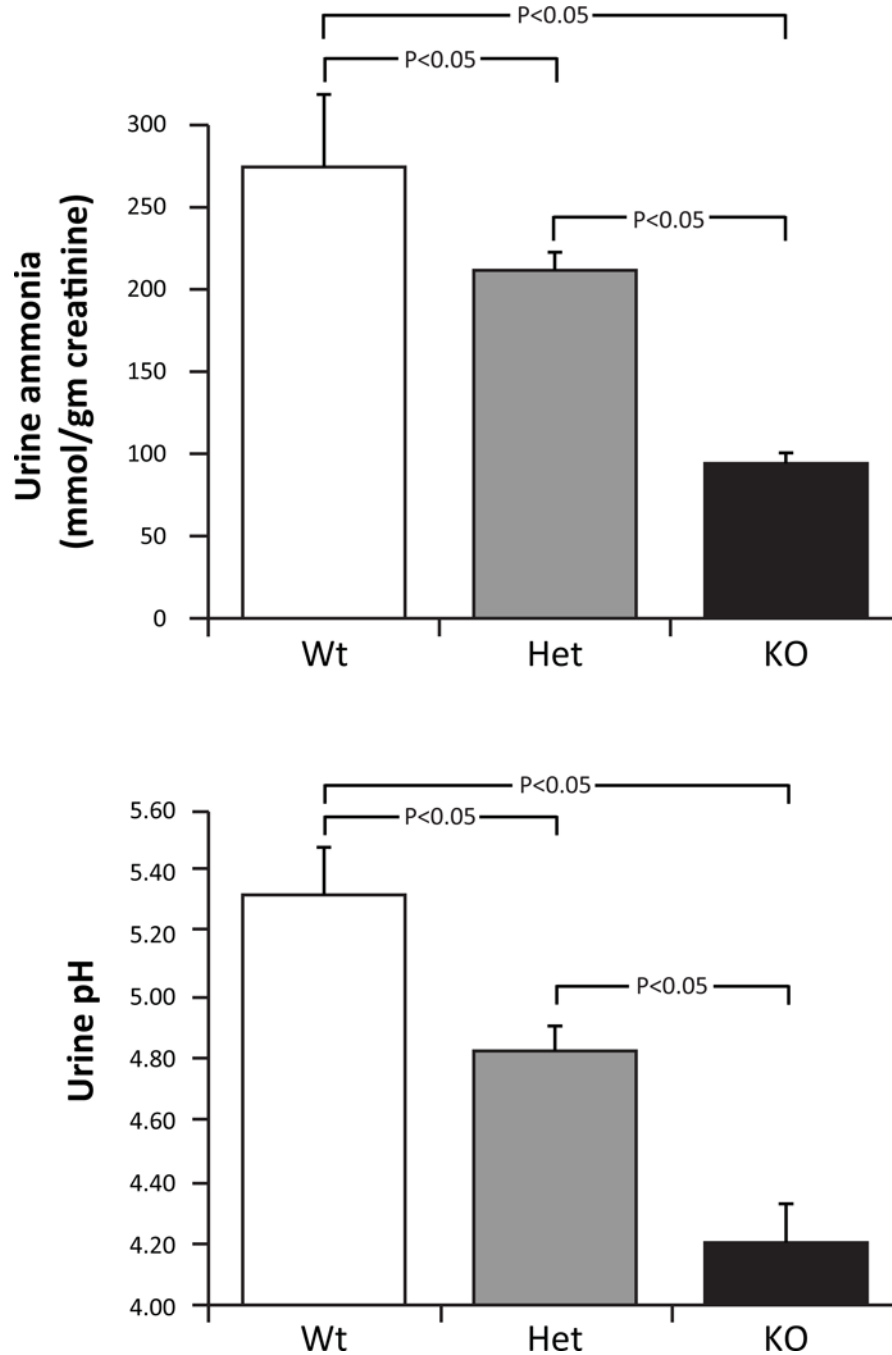 P<0.05
P<0.05
300
250
P<0.05
200
150
100
50
0
Urine ammonia
(mmol/gm creatinine)
Wt Het KO
P<0.05
5.60
P<0.05
5.40
5.20
5.00
P<0.05
4.80
4.60
4.40
4.20
4.00
Urine pH
Wt Het KO